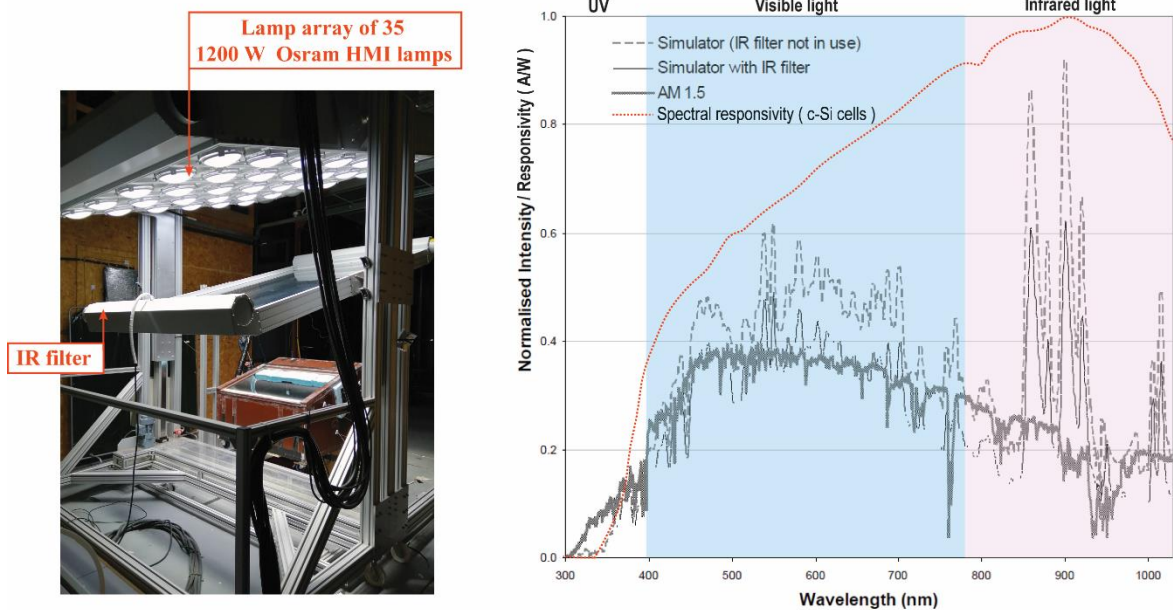 Lamp array of 35
1200 W Osram HMI lamps
IR filter
UV
Visible light
Infrared light
Simulator (IR filter not in use)
Simulator with IR filter
AM 1.5
Spectral responsivity ( c-Si cells )
Normalised Intensity/ Responsivity ( A/W )
1.0
0.8
0.6
0.4
0.2
0.0
300
400
500
600
700
800
900
1000
Wavelength (nm)